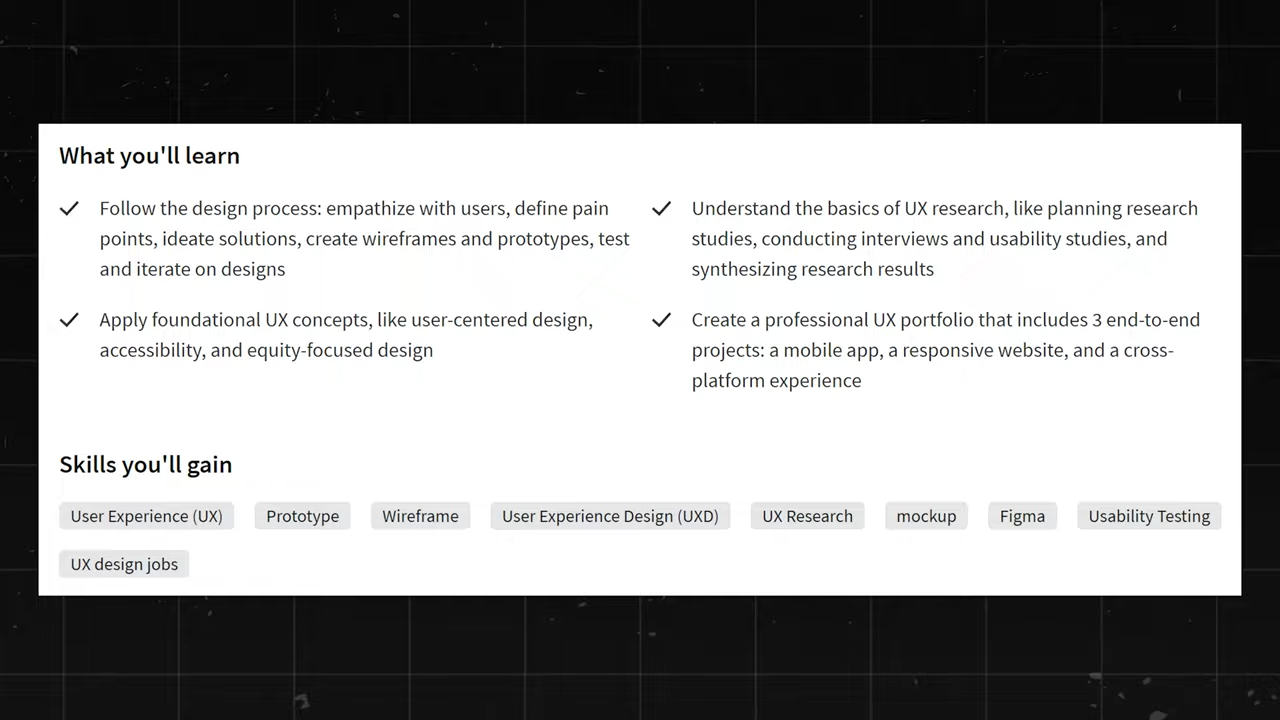 What you'll learn
Follow the design process: empathize with users, define pain
points, ideate solutions, create wireframes and prototypes, test
and iterate on designs
Understand the basics of UX research, like planning research
studies, conducting interviews and usability studies, and
synthesizing research results
Apply foundational UX concepts, like user-centered design,
accessibility, and equity-focused design
Create a professional UX portfolio that includes 3 end-to-end
projects: a mobile app, a responsive website, and a cross-
platform experience
Skills you'll gain
User Experience (UX) Prototype Wireframe User Experience Design (UXD) UX Research mockup Figma Usability Testing
UX design jobs